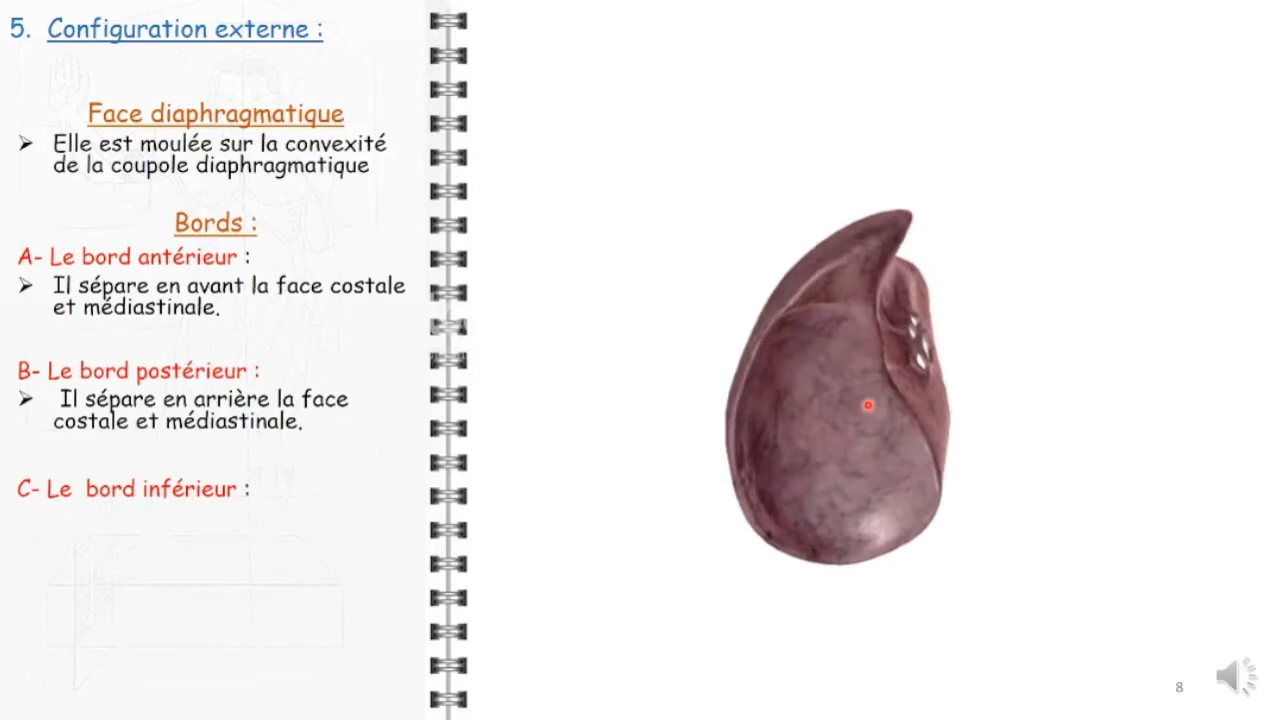 5. Configuration externe :
Face diaphragmatique
➢ Elle est moulée sur la convexité
de la coupole diaphragmatique
Bords :
A- Le bord antérieur :
➢ Il sépare en avant la face costale
et médiastinale.
B- Le bord postérieur :
➢ Il sépare en arrière la face
costale et médiastinale.
C- Le bord inférieur :
8